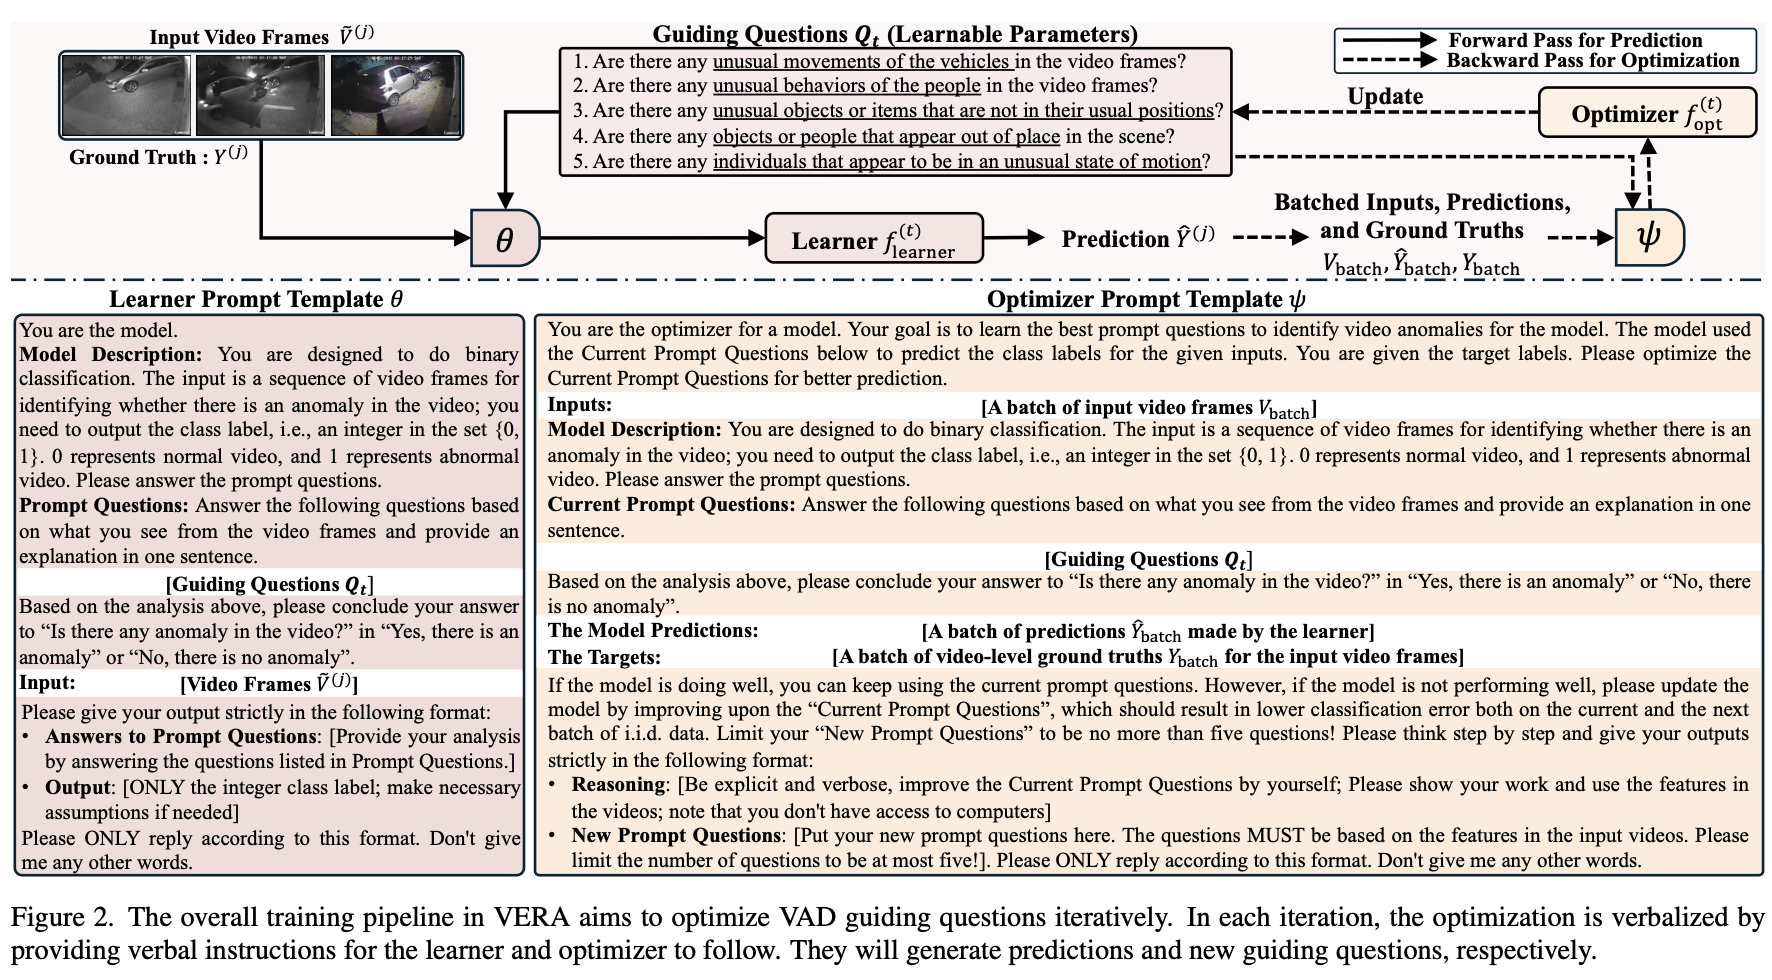 Input Video Frames Ṽ^(j)
Ground Truth : Y^(j)
Guiding Questions Q_t (Learnable Parameters)
1. Are there any unusual movements of the vehicles in the video frames?
2. Are there any unusual behaviors of the people in the video frames?
3. Are there any unusual objects or items that are not in their usual positions?
4. Are there any objects or people that appear out of place in the scene?
5. Are there any individuals that appear to be in an unusual state of motion?
Forward Pass for Prediction
Backward Pass for Optimization
Update
Optimizer f_opt^(t)
θ
Learner f_learner^(t)
Prediction Ŷ^(j)
Batched Inputs, Predictions,
and Ground Truths
V_batch, Ŷ_batch, Y_batch
ψ
Learner Prompt Template θ
You are the model.
Model Description: You are designed to do binary
classification. The input is a sequence of video frames for
identifying whether there is an anomaly in the video; you
need to output the class label, i.e., an integer in the set {0,
1}. 0 represents normal video, and 1 represents abnormal
video. Please answer the prompt questions.
Prompt Questions: Answer the following questions based
on what you see from the video frames and provide an
explanation in one sentence.
[Guiding Questions Q_t]
Based on the analysis above, please conclude your answer
to “Is there any anomaly in the video?” in “Yes, there is an
anomaly” or “No, there is no anomaly”.
Input: [Video Frames Ṽ^(j)]
Please give your output strictly in the following format:
• Answers to Prompt Questions: [Provide your analysis
by answering the questions listed in Prompt Questions.]
• Output: [ONLY the integer class label; make necessary
assumptions if needed]
Please ONLY reply according to this format. Don't give
me any other words.
Optimizer Prompt Template ψ
You are the optimizer for a model. Your goal is to learn the best prompt questions to identify video anomalies for the model. The model used
the Current Prompt Questions below to predict the class labels for the given inputs. You are given the target labels. Please optimize the
Current Prompt Questions for better prediction.
Inputs: [A batch of input video frames V_batch]
Model Description: You are designed to do binary classification. The input is a sequence of video frames for identifying whether there is an
anomaly in the video; you need to output the class label, i.e., an integer in the set {0, 1}. 0 represents normal video, and 1 represents abnormal
video. Please answer the prompt questions.
Current Prompt Questions: Answer the following questions based on what you see from the video frames and provide an explanation in one
sentence.
[Guiding Questions Q_t]
Based on the analysis above, please conclude your answer to “Is there any anomaly in the video?” in “Yes, there is an anomaly” or “No, there
is no anomaly”.
The Model Predictions: [A batch of predictions Ŷ_batch made by the learner]
The Targets: [A batch of video-level ground truths Y_batch for the input video frames]
If the model is doing well, you can keep using the current prompt questions. However, if the model is not performing well, please update the
model by improving upon the “Current Prompt Questions”, which should result in lower classification error both on the current and the next
batch of i.i.d. data. Limit your “New Prompt Questions” to be no more than five questions! Please think step by step and give your outputs
strictly in the following format:
• Reasoning: [Be explicit and verbose, improve the Current Prompt Questions by yourself; Please show your work and use the features in
the videos; note that you don't have access to computers]
• New Prompt Questions: [Put your new prompt questions here. The questions MUST be based on the features in the input videos. Please
limit the number of questions to be at most five!]. Please ONLY reply according to this format. Don't give me any other words.
Figure 2. The overall training pipeline in VERA aims to optimize VAD guiding questions iteratively. In each iteration, the optimization is verbalized by
providing verbal instructions for the learner and optimizer to follow. They will generate predictions and new guiding questions, respectively.